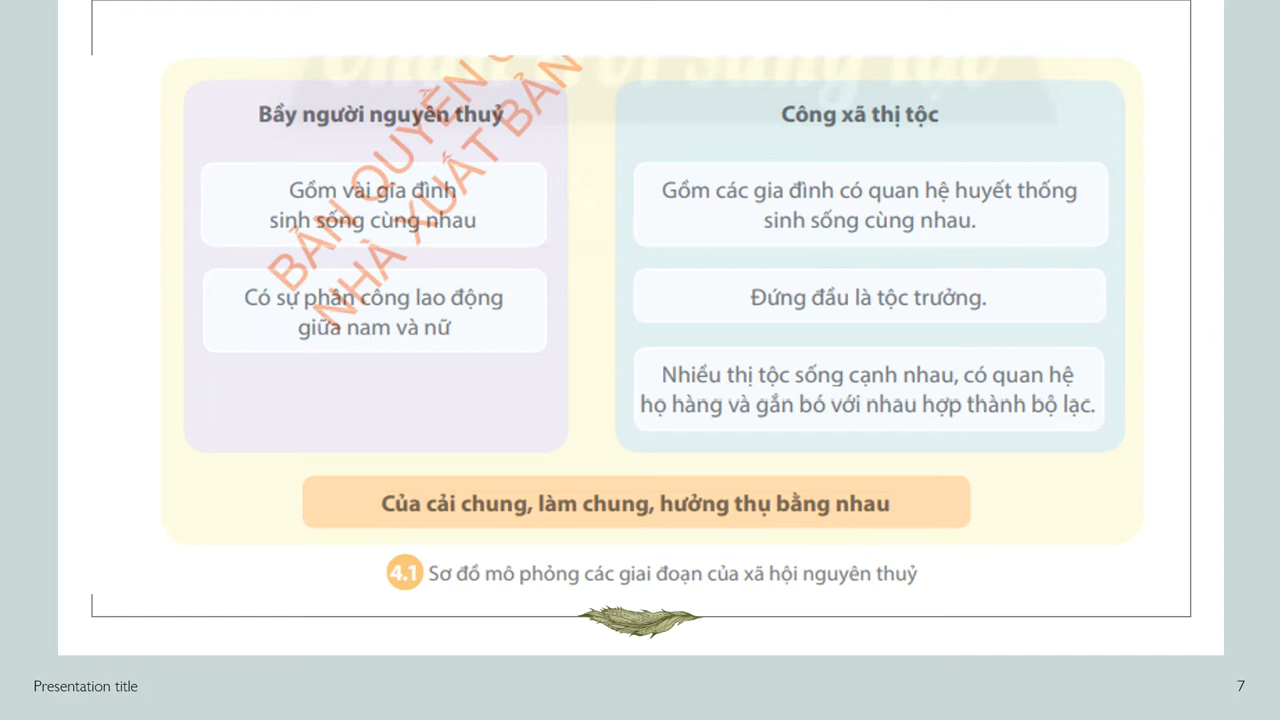 Bầy người nguyên thuỷ
Gồm vài gia đình
sinh sống cùng nhau
Có sự phân công lao động
giữa nam và nữ
BẢN QUYỀN
NHÀ XUẤT BẢN
Công xã thị tộc
Gồm các gia đình có quan hệ huyết thống
sinh sống cùng nhau.
Đứng đầu là tộc trưởng.
Nhiều thị tộc sống cạnh nhau, có quan hệ
họ hàng và gắn bó với nhau hợp thành bộ lạc.
Của cải chung, làm chung, hưởng thụ bằng nhau
4.1 Sơ đồ mô phỏng các giai đoạn của xã hội nguyên thuỷ
Presentation title
7